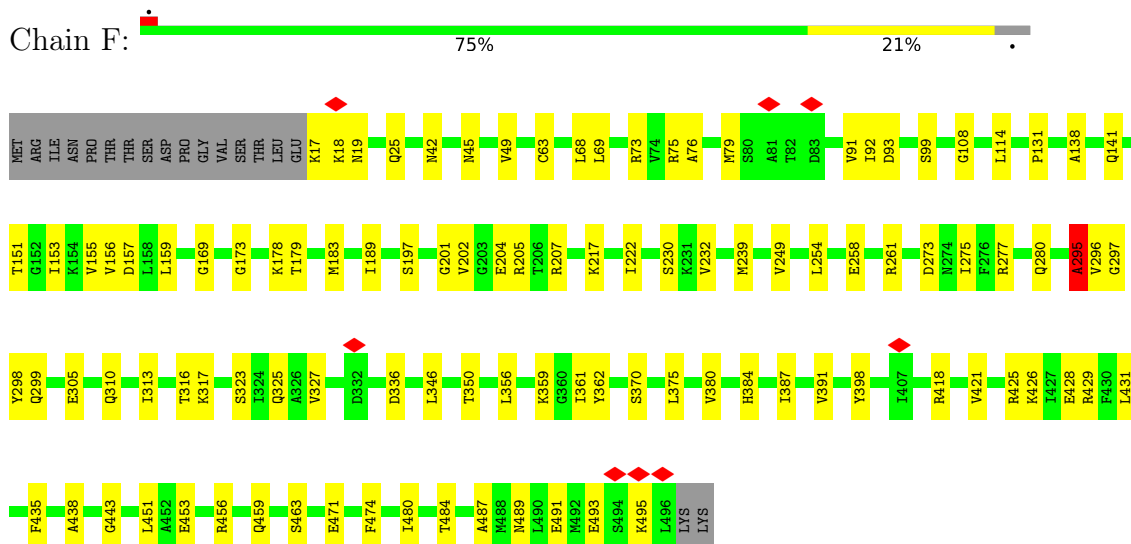 Chain F:
75% 21%
MET ARG ILE ASN PRO THR THR SER ASP PRO GLY VAL SER THR LEU GLU K17 K18 N19 Q25 N42 N45 V49 C63 L68 L69 R73 V74 R75 A76 M79 S80 A81 T82 D83 V91 I92 D93 S99 G108 L114 P131 A138 Q141
T151 G152 I153 K154 V155 V156 D157 L158 L159 G169 G173 K178 T179 M183 I189 S197 G201 V202 G203 E204 R205 T206 R207 K217 I222 S230 K231 V232 M239 V249 L254 E258 R261 D273 N274 I275 F276 R277 Q280 A295 V296 G297
Y298 Q299 E305 Q310 I313 T316 K317 S323 I324 Q325 A326 V327 D332 D336 L346 T350 L356 K359 G360 I361 Y362 S370 L375 V380 H384 I387 V391 Y398 I407 R418 V421 R425 K426 I427 E428 R429 F430 L431
F435 A438 G443 L451 A452 E453 R456 Q459 S463 E471 F474 I480 T484 A487 M488 N489 L490 E491 M492 E493 S494 K495 L496 LYS LYS